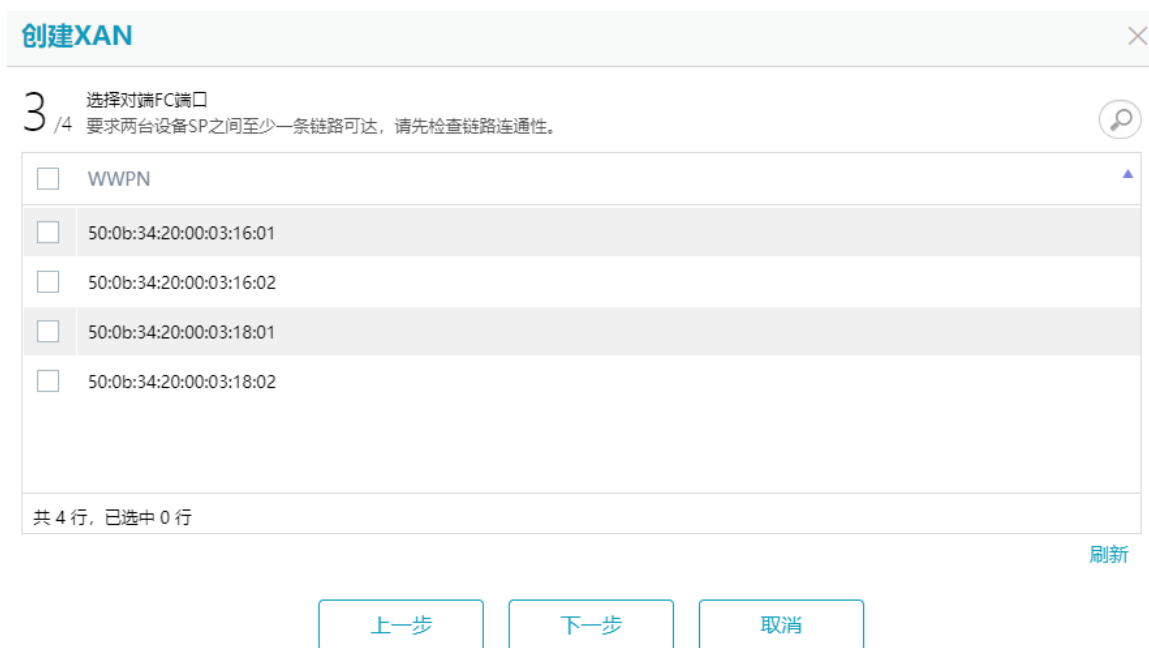 创建XAN
3/4 选择对端FC端口
要求两台设备SP之间至少一条链路可达，请先检查链路连通性。
WWPN
50:0b:34:20:00:03:16:01
50:0b:34:20:00:03:16:02
50:0b:34:20:00:03:18:01
50:0b:34:20:00:03:18:02
共 4 行，已选中 0 行
刷新
上一步 下一步 取消